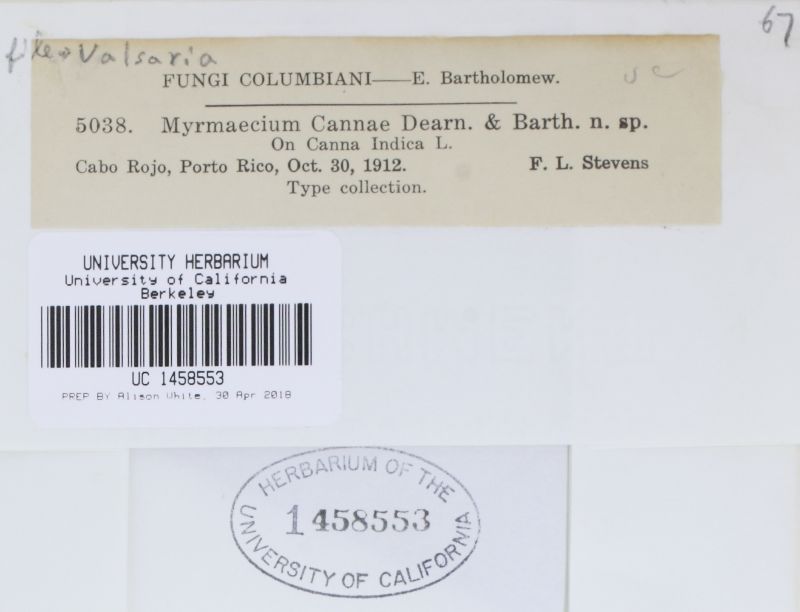 67
file → Valsaria
FUNGI COLUMBIANI—E. Bartholomew.
UC
5038. Myrmaecium Cannae Dearn. & Barth. n. sp.
On Canna Indica L.
Cabo Rojo, Porto Rico, Oct. 30, 1912. F. L. Stevens
Type collection.
UNIVERSITY HERBARIUM
University of California
Berkeley
UC 1458553
PREP BY Alison White, 30 Apr 2018
HERBARIUM OF THE
1458553
UNIVERSITY OF CALIFORNIA